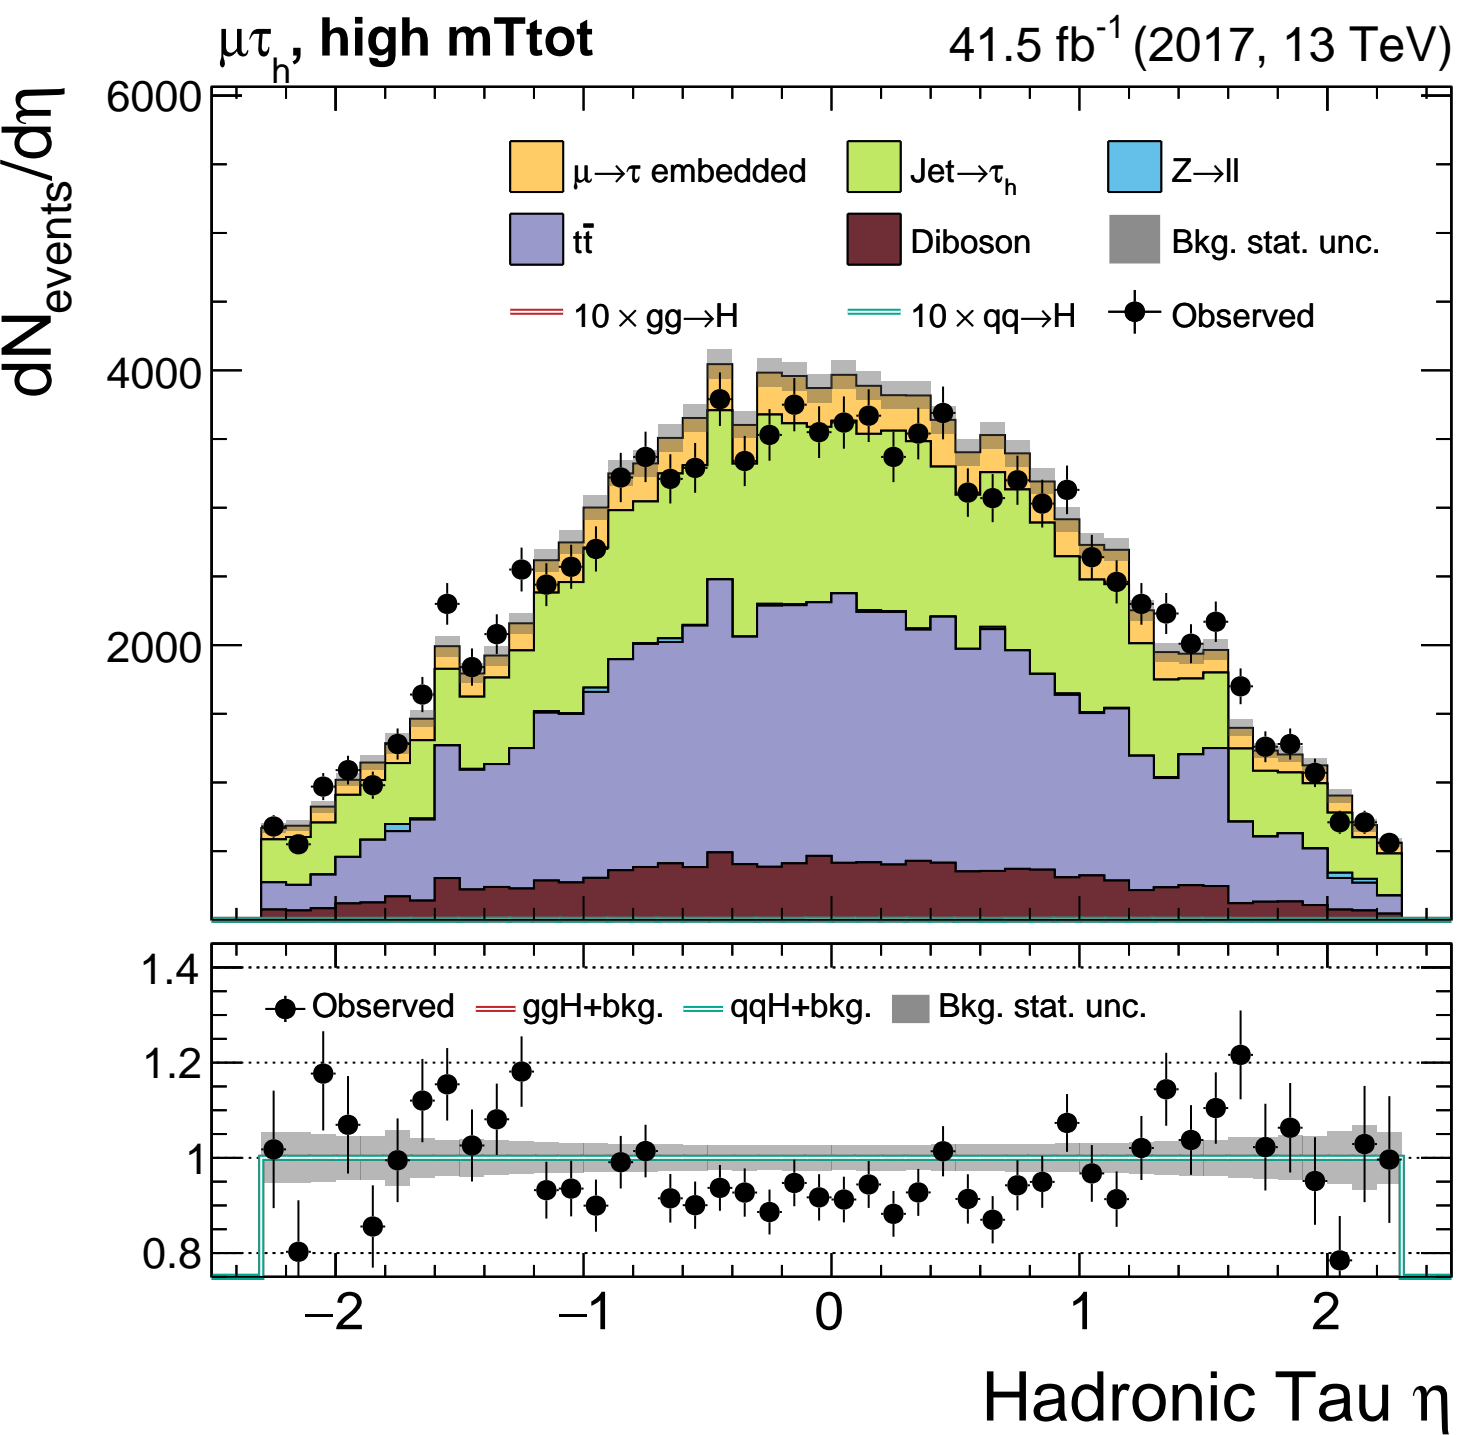 μτh, high mTtot
41.5 fb-1 (2017, 13 TeV)
dNevents/dη
6000
4000
2000
μ→τ embedded
Jet→τh
Z→ll
tt̄
Diboson
Bkg. stat. unc.
10 × gg→H
10 × qq→H
Observed
1.4
1.2
1
0.8
Observed
ggH+bkg.
qqH+bkg.
Bkg. stat. unc.
−2
−1
0
1
2
Hadronic Tau η